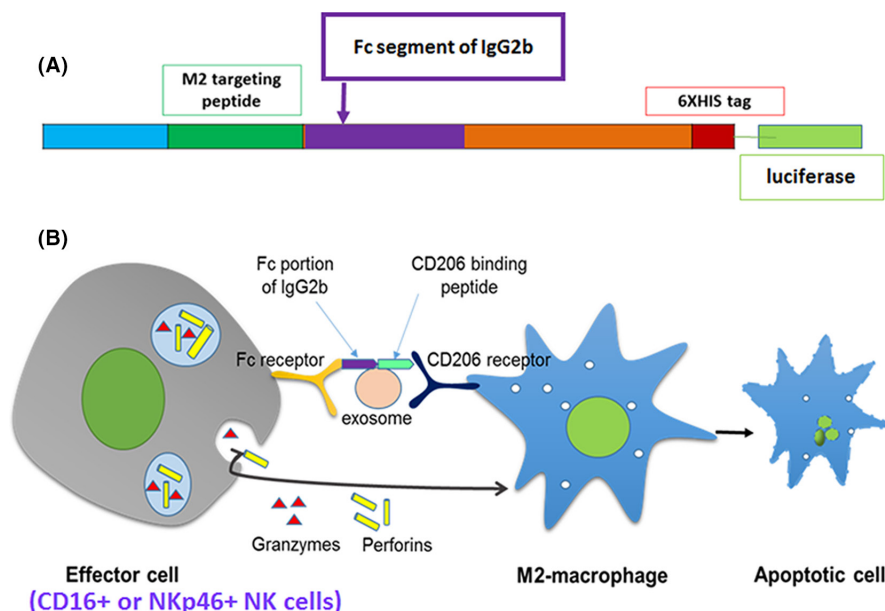 (A)
Fc segment of IgG2b
M2 targeting
peptide
6XHIS tag
luciferase
(B)
Fc portion
of IgG2b
CD206 binding
peptide
Fc receptor
CD206 receptor
exosome
Granzymes
Perforins
Effector cell
(CD16+ or NKp46+ NK cells)
M2-macrophage
Apoptotic cell